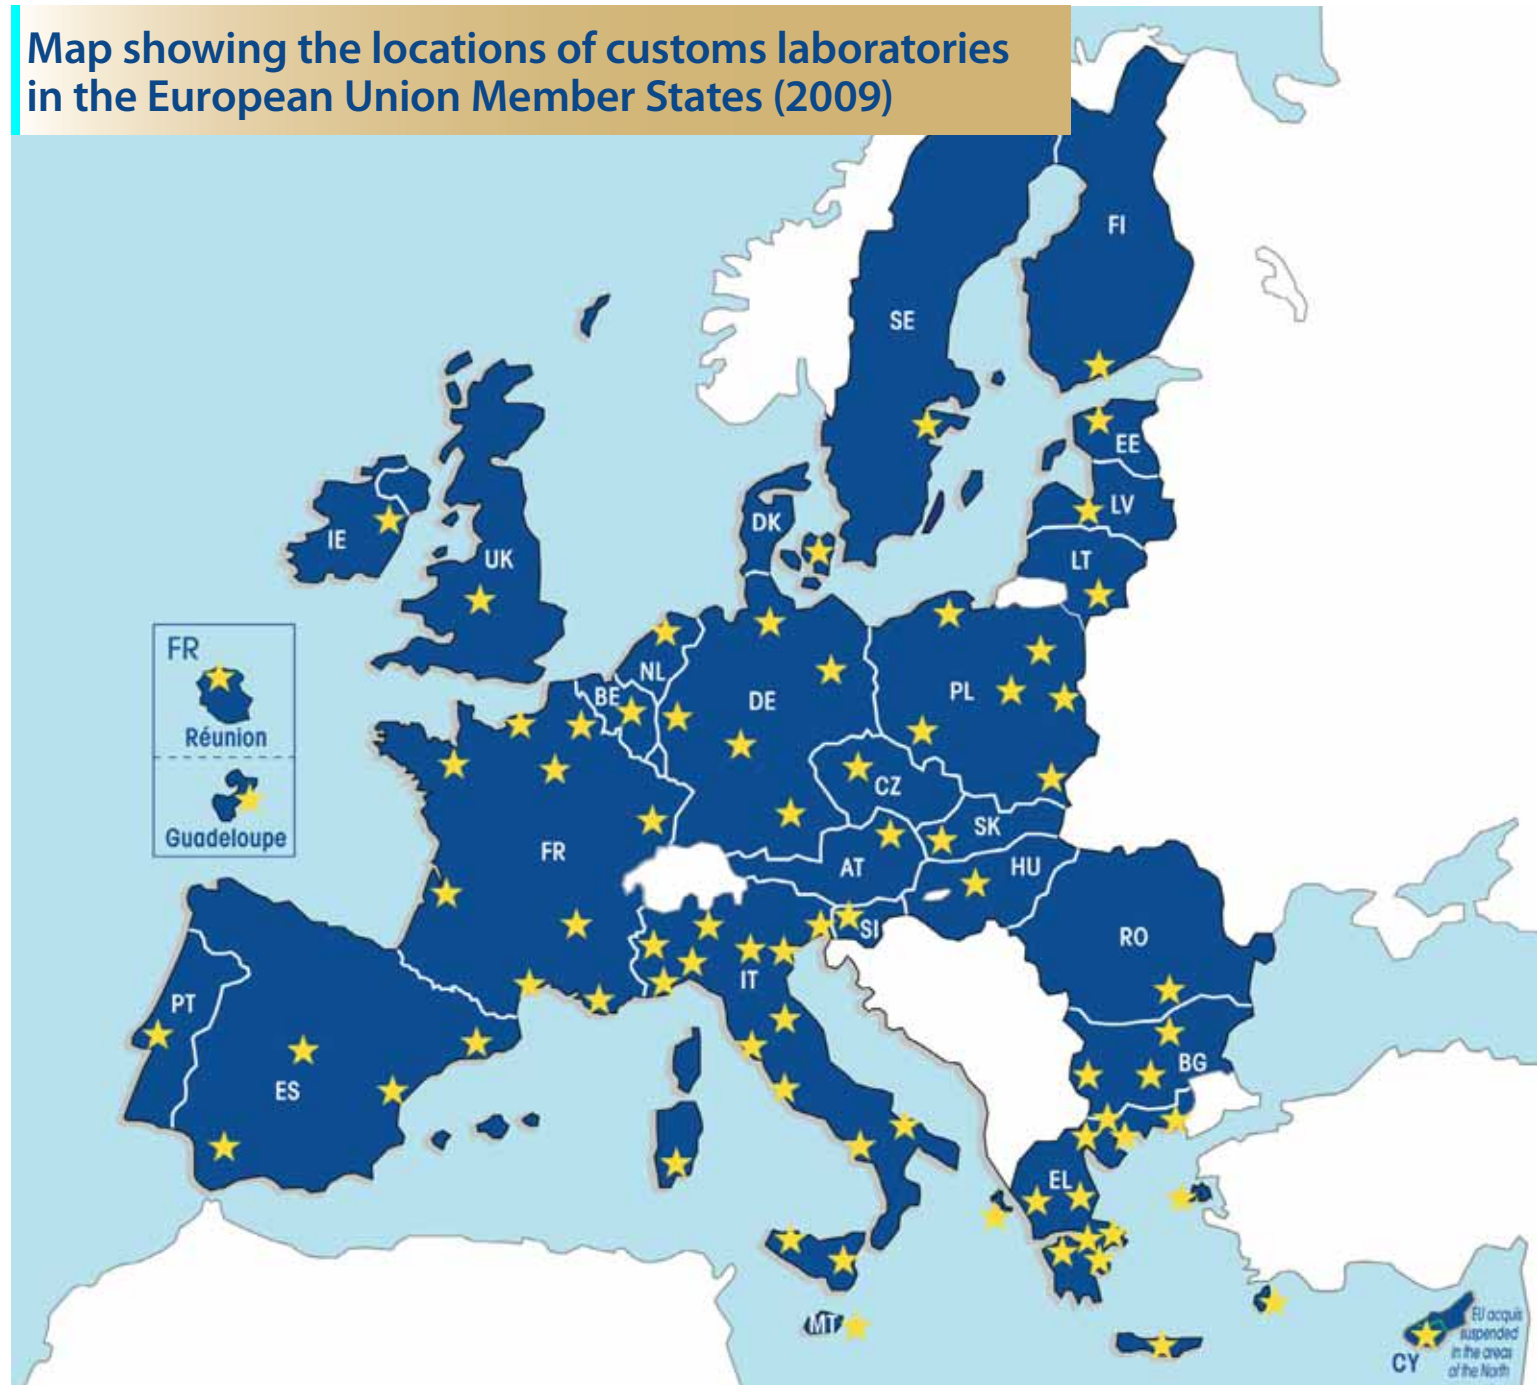 Map showing the locations of customs laboratories
in the European Union Member States (2009)
FI
SE
EE
LV
LT
DK
IE
UK
NL
BE
DE
PL
CZ
SK
AT
HU
FR
Réunion
Guadeloupe
FR
SI
RO
IT
PT
ES
BG
EL
MT
CY
EU acquis
suspended
in the areas
of the North